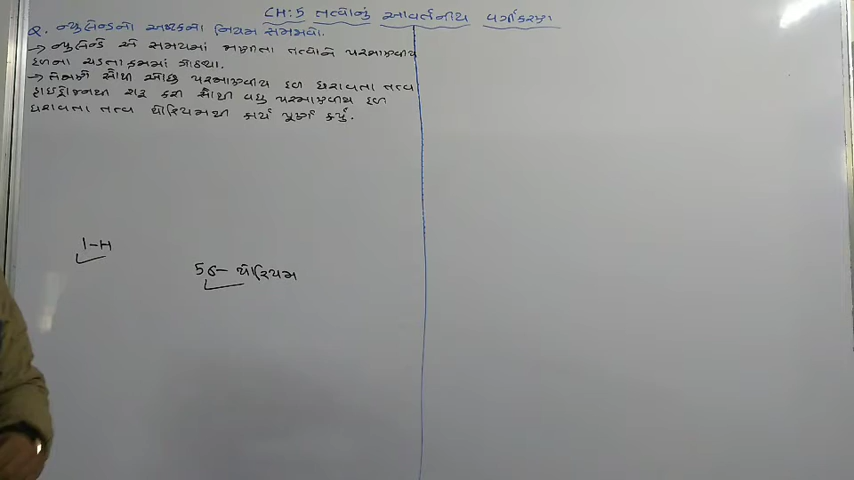 CH:5 તત્વોનું આવર્તનીય વર્ગીકરણ
Q. ન્યુલેન્ડનો અષ્ટકનો નિયમ સમજાવો.
→ ન્યુલેન્ડે એ સમયમાં મળતા તત્વોને પરમાણ્વીય
દળના ચડતા ક્રમમાં ગોઠવ્યા.
→ તેમણે સૌથી ઓછુ પરમાણ્વીય દળ ધરાવતા તત્વ
હાઇડ્રોજનથી શરૂ કરી સૌથી વધુ પરમાણ્વીય દળ
ધરાવતા તત્વ થોરિયમથી કાર્ય પૂર્ણ કર્યું.
1-H
56- થોરિયમ